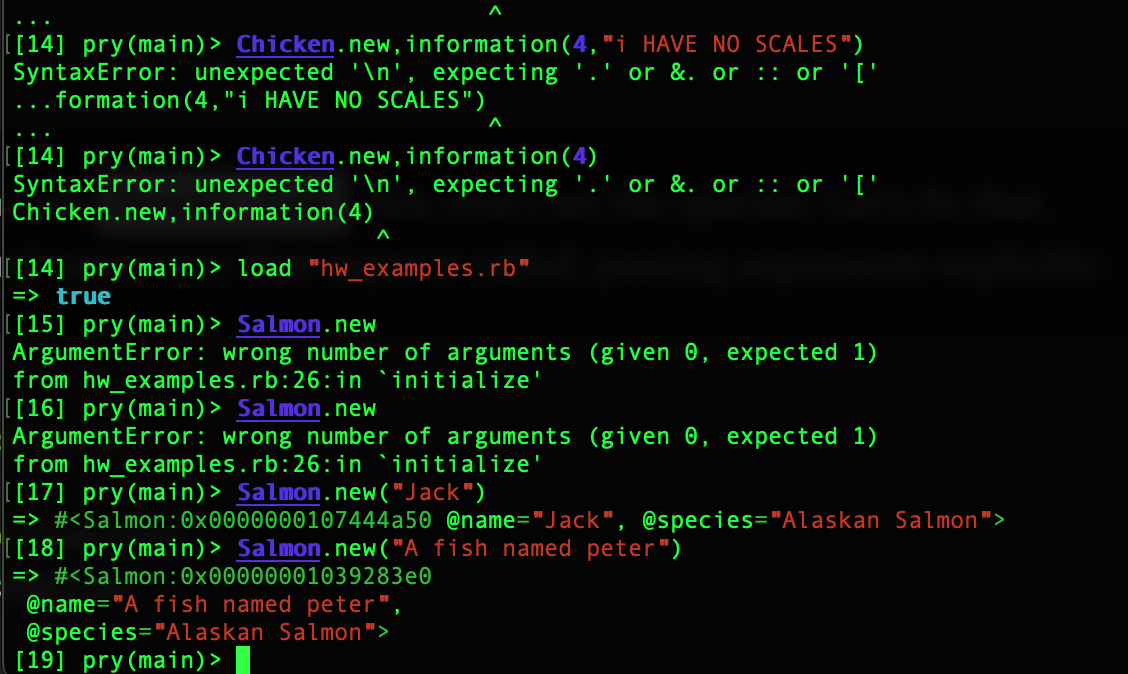 ...                                  ^
[[14] pry(main)> Chicken.new,information(4,"i HAVE NO SCALES")
SyntaxError: unexpected '\n', expecting '.' or &. or :: or '['
...formation(4,"i HAVE NO SCALES")
...                                  ^
[[14] pry(main)> Chicken.new,information(4)
SyntaxError: unexpected '\n', expecting '.' or &. or :: or '['
Chicken.new,information(4)
                          ^
[[14] pry(main)> load "hw_examples.rb"
=> true
[[15] pry(main)> Salmon.new
ArgumentError: wrong number of arguments (given 0, expected 1)
from hw_examples.rb:26:in `initialize'
[[16] pry(main)> Salmon.new
ArgumentError: wrong number of arguments (given 0, expected 1)
from hw_examples.rb:26:in `initialize'
[[17] pry(main)> Salmon.new("Jack")
=> #<Salmon:0x0000000107444a50 @name="Jack", @species="Alaskan Salmon">
[[18] pry(main)> Salmon.new("A fish named peter")
=> #<Salmon:0x00000001039283e0
 @name="A fish named peter",
 @species="Alaskan Salmon">
[19] pry(main)>